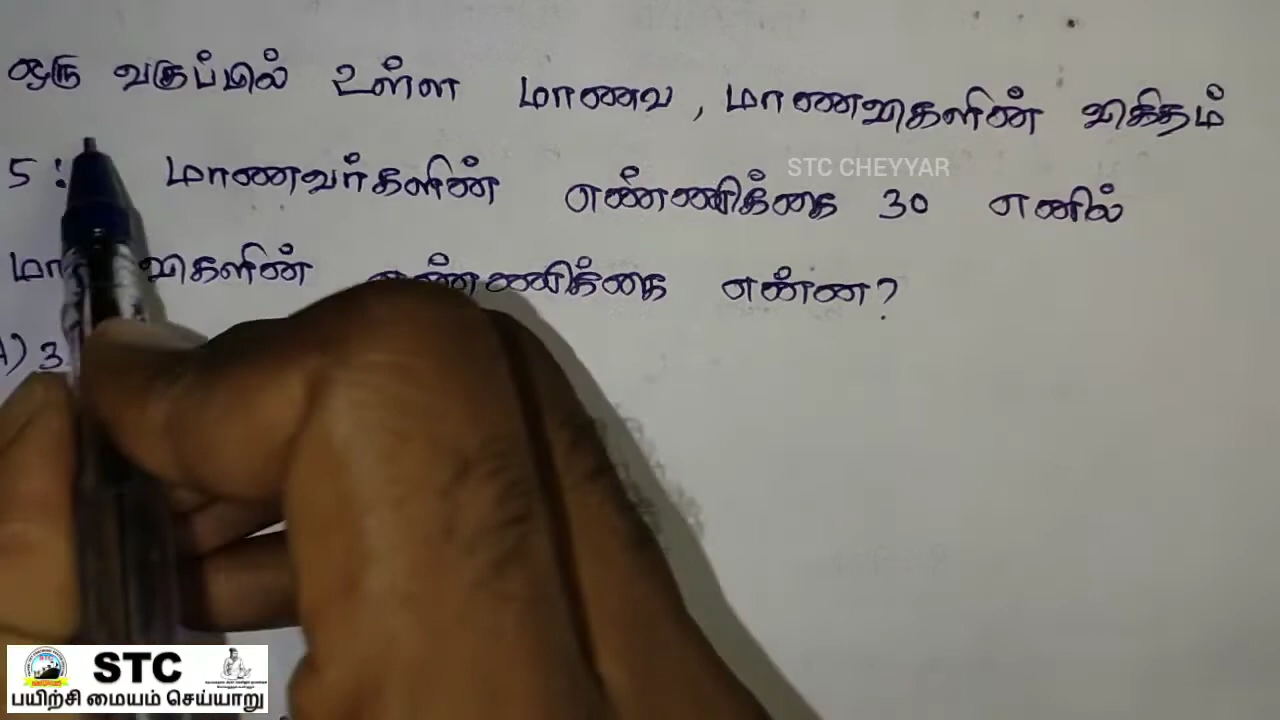 ஒரு வகுப்பில் உள்ள மாணவ , மாணவிகளின் விகிதம்
5 : மாணவர்களின் எண்ணிக்கை 30 எனில்
STC CHEYYAR
எண்ணிக்கை என்ன?
A) 3
STC
பயிற்சி மையம் செய்யாறு